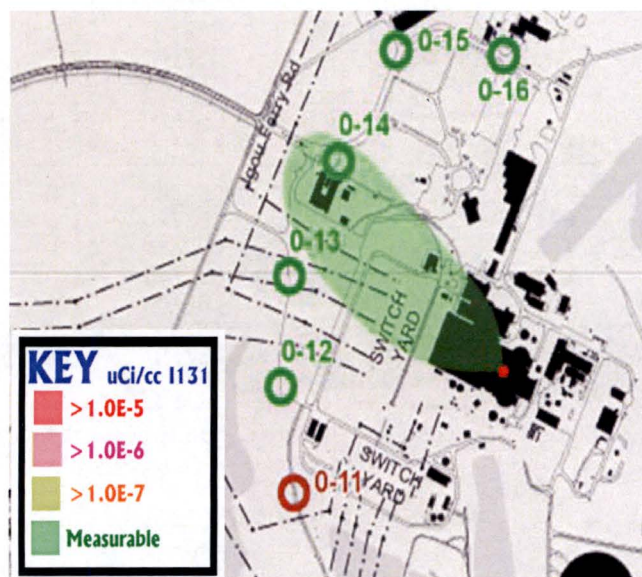 0-15
0-16
0-14
Ferry Rd
0-13
SWITCH
YARD
0-12
SWITCH
YARD
0-11
KEY uCi/cc I131
>1.0E-5
>1.0E-6
>1.0E-7
Measurable